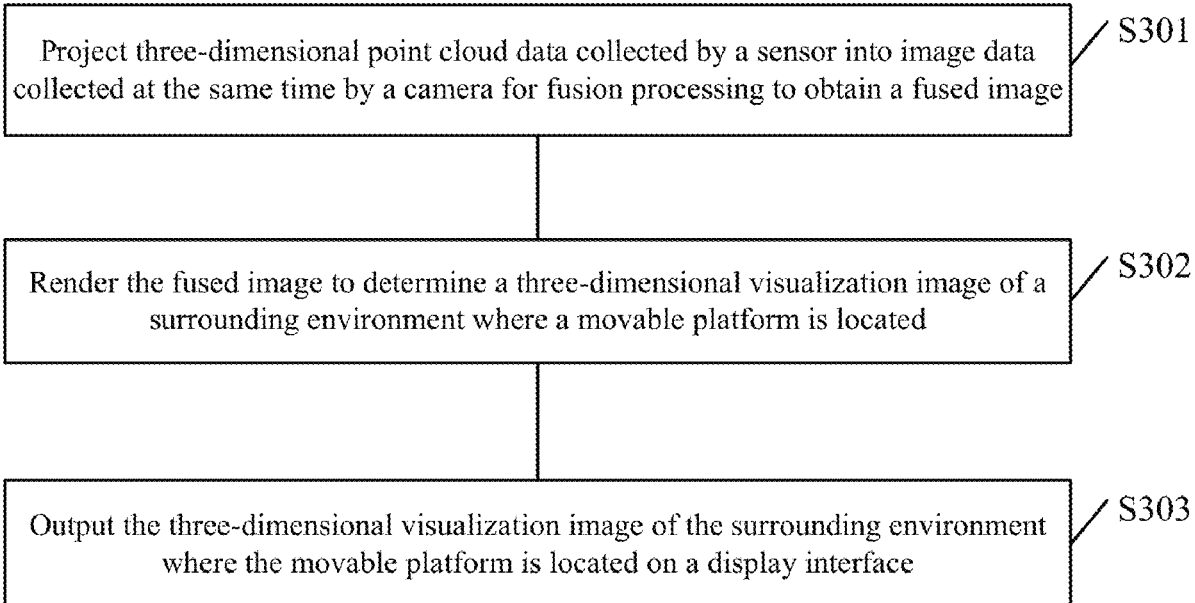 S301
Project three-dimensional point cloud data collected by a sensor into image data
collected at the same time by a camera for fusion processing to obtain a fused image
S302
Render the fused image to determine a three-dimensional visualization image of a
surrounding environment where a movable platform is located
S303
Output the three-dimensional visualization image of the surrounding environment
where the movable platform is located on a display interface